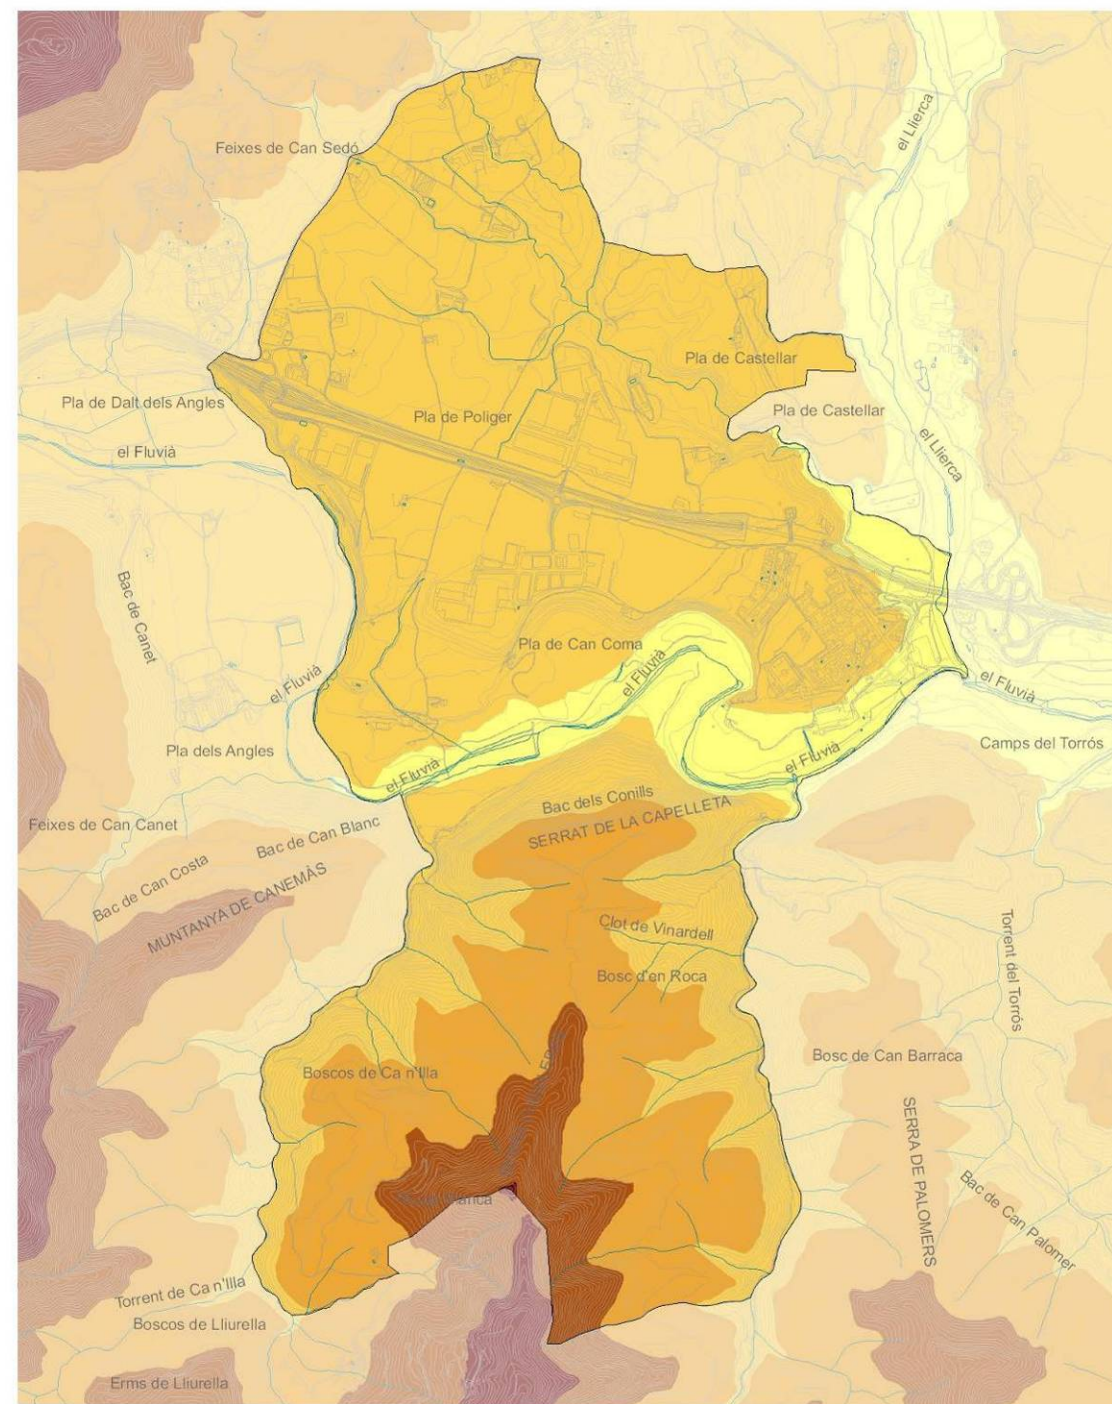 el Llierca
Feixes de Can Sedó
Pla de Castellar
Pla de Dalt dels Angles
Pla de Poliger
Pla de Castellar
el Fluvià
el Llierca
Bac de Canet
Pla de Can Coma
el Fluvià
el Fluvià
el Fluvià
Pla dels Angles
Camps del Torrós
el Fluvià
el Fluvià
Bac dels Conills
SERRAT DE LA CAPELLETA
Feixes de Can Canet
Bac de Can Blanc
Bac de Can Costa
MUNTANYA DE CANEMÀS
Clot de Vinardell
Torrent del Torrós
Bosc d'en Roca
Bosc de Can Barraca
Boscos de Ca n'Illa
SERRA DE PALOMERS
Bac de Can Palomer
Torrent de Ca n'Illa
Boscos de Lliurella
Erms de Lliurella